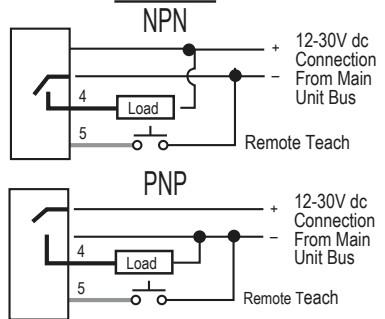 NPN
+
12-30V dc
Connection
From Main
Unit Bus
–
4
Load
5
Remote Teach
PNP
+
12-30V dc
Connection
From Main
Unit Bus
–
4
Load
5
Remote Teach